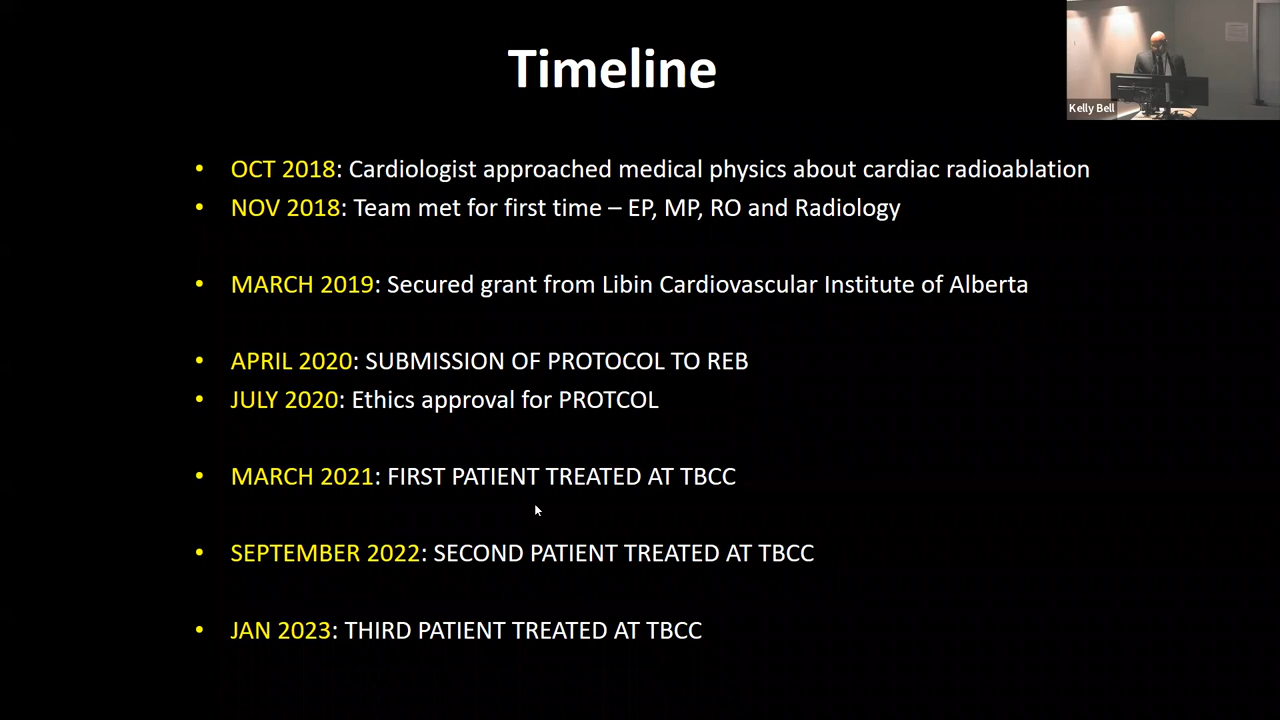 Timeline
Kelly Bell
• OCT 2018: Cardiologist approached medical physics about cardiac radioablation
• NOV 2018: Team met for first time – EP, MP, RO and Radiology
• MARCH 2019: Secured grant from Libin Cardiovascular Institute of Alberta
• APRIL 2020: SUBMISSION OF PROTOCOL TO REB
• JULY 2020: Ethics approval for PROTCOL
• MARCH 2021: FIRST PATIENT TREATED AT TBCC
• SEPTEMBER 2022: SECOND PATIENT TREATED AT TBCC
• JAN 2023: THIRD PATIENT TREATED AT TBCC